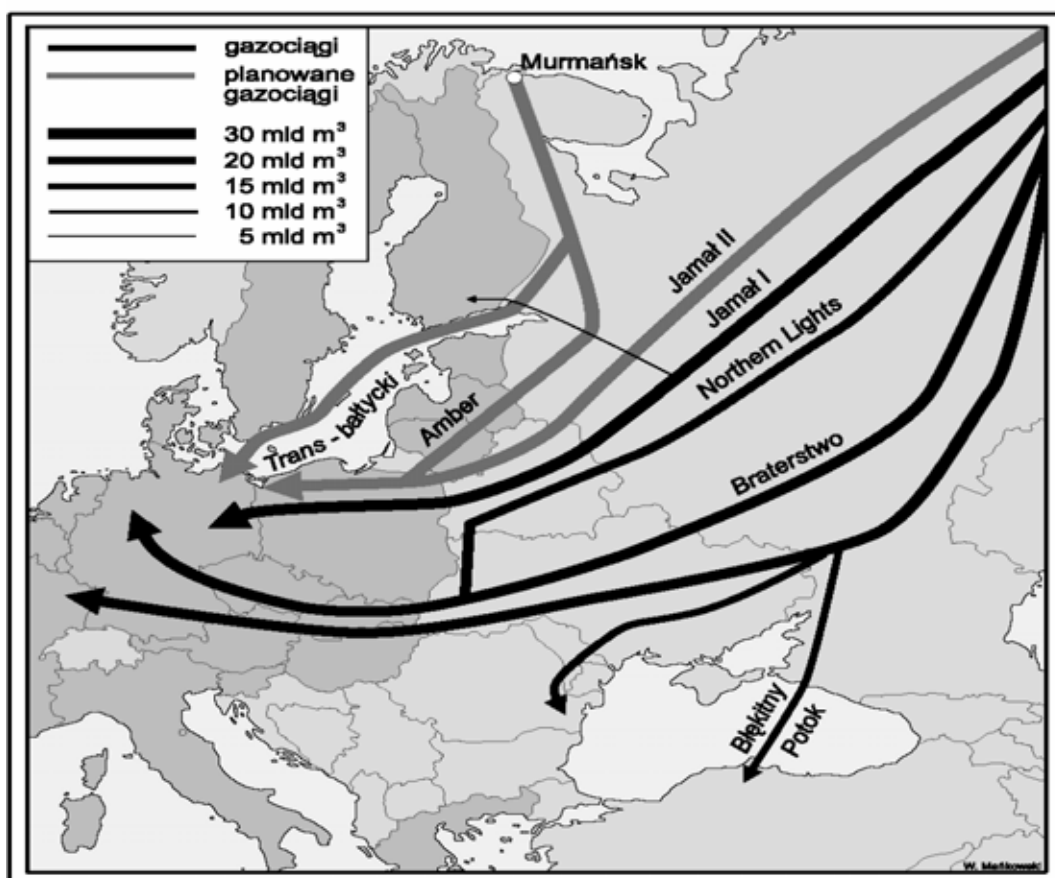 gazociągi
planowane
gazociągi
30 mld m³
20 mld m³
15 mld m³
10 mld m³
5 mld m³
Murmańsk
Jamał II
Jamał I
Northern Lights
Trans - bałtycki
Amber
Braterstwo
Błękitny
Potok
W. Mańkowski